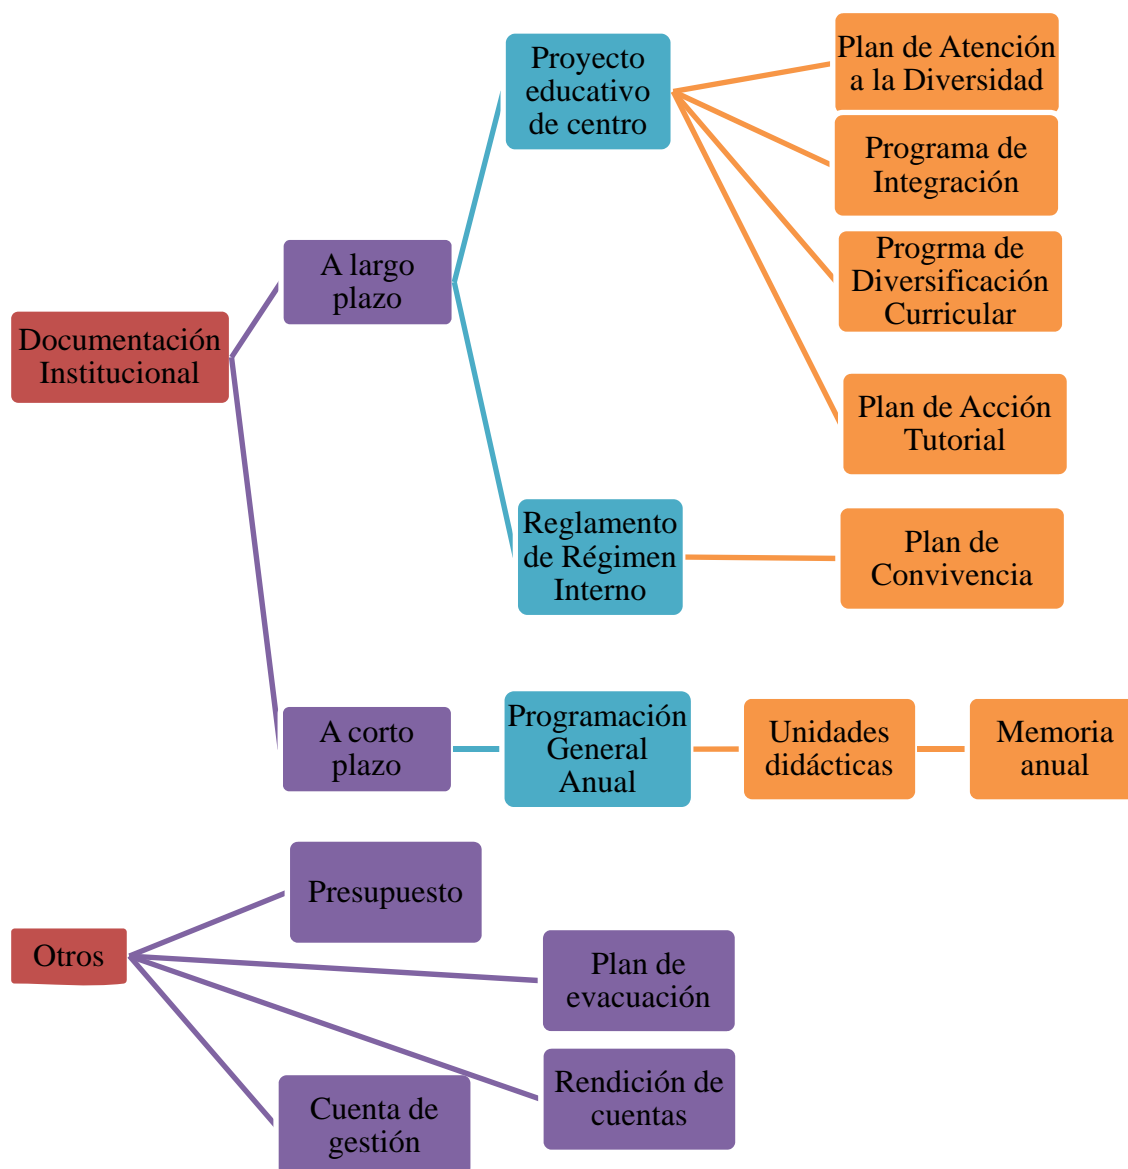 Documentación
Institucional
A largo
plazo
Proyecto
educativo
de centro
Plan de Atención
a la Diversidad
Programa de
Integración
Progrma de
Diversificación
Curricular
Plan de Acción
Tutorial
Reglamento
de Régimen
Interno
Plan de
Convivencia
A corto
plazo
Programación
General
Anual
Unidades
didácticas
Memoria
anual
Otros
Presupuesto
Plan de
evacuación
Rendición de
cuentas
Cuenta de
gestión